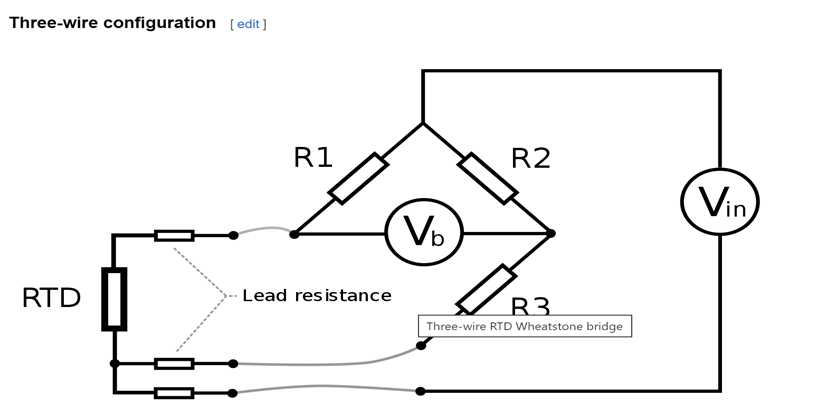 Three-wire configuration [ edit ]
R1
R2
Vin
Vb
RTD
Lead resistance
R3
Three-wire RTD Wheatstone bridge